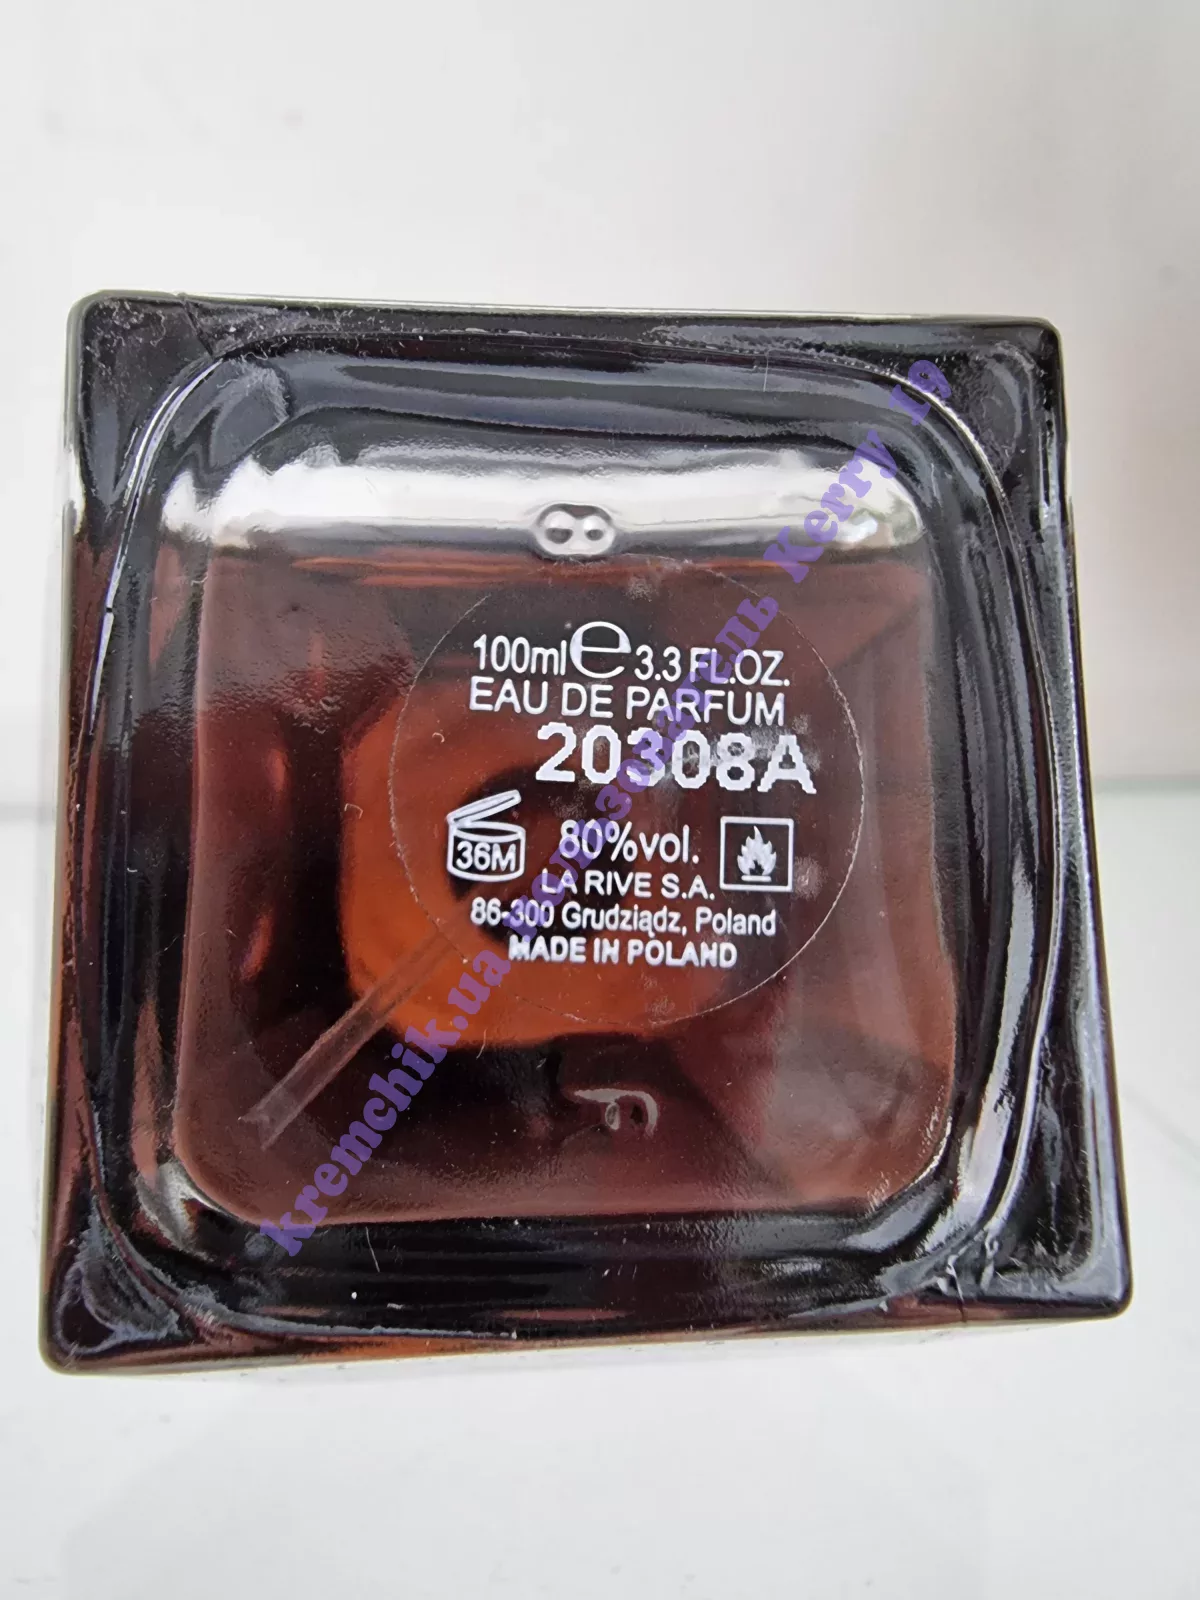 100ml e 3.3 FL.OZ.
EAU DE PARFUM
20308A
36M
80%vol.
LA RIVE S.A.
86-300 Grudziądz, Poland
MADE IN POLAND
kremchik.ua пользователь Kerry 19